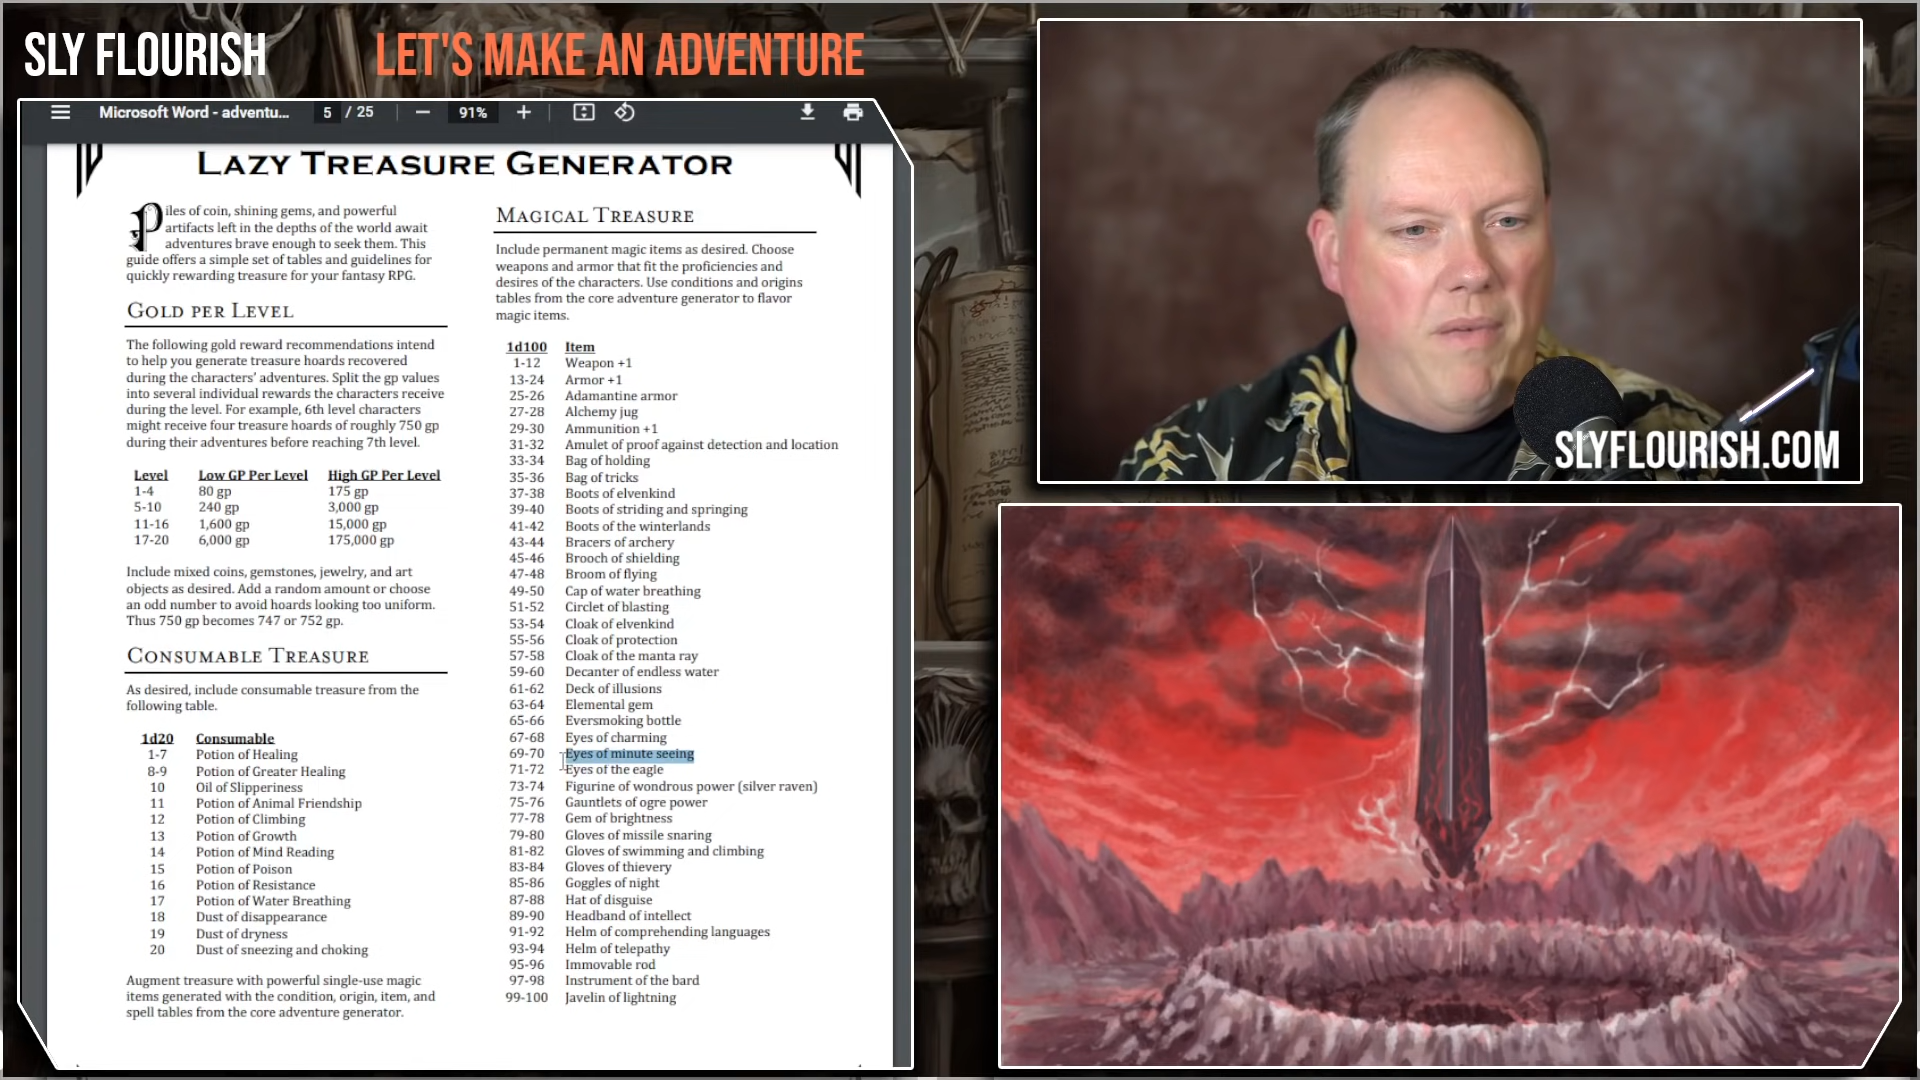 SLY FLOURISH
LET'S MAKE AN ADVENTURE
Microsoft Word - adventu...
5 / 25
91%
LAZY TREASURE GENERATOR
Piles of coin, shining gems, and powerful
artifacts left in the depths of the world await
adventures brave enough to seek them. This
guide offers a simple set of tables and guidelines for
quickly rewarding treasure for your fantasy RPG.
GOLD PER LEVEL
The following gold reward recommendations intend
to help you generate treasure hoards recovered
during the characters' adventures. Split the gp values
into several individual rewards the characters receive
during the level. For example, 6th level characters
might receive four treasure hoards of roughly 750 gp
during their adventures before reaching 7th level.
Level Low GP Per Level High GP Per Level
1-4 80 gp 175 gp
5-10 240 gp 3,000 gp
11-16 1,600 gp 15,000 gp
17-20 6,000 gp 175,000 gp
Include mixed coins, gemstones, jewelry, and art
objects as desired. Add a random amount or choose
an odd number to avoid hoards looking too uniform.
Thus 750 gp becomes 747 or 752 gp.
CONSUMABLE TREASURE
As desired, include consumable treasure from the
following table.
1d20 Consumable
1-7 Potion of Healing
8-9 Potion of Greater Healing
10 Oil of Slipperiness
11 Potion of Animal Friendship
12 Potion of Climbing
13 Potion of Growth
14 Potion of Mind Reading
15 Potion of Poison
16 Potion of Resistance
17 Potion of Water Breathing
18 Dust of disappearance
19 Dust of dryness
20 Dust of sneezing and choking
Augment treasure with powerful single-use magic
items generated with the condition, origin, item, and
spell tables from the core adventure generator.
MAGICAL TREASURE
Include permanent magic items as desired. Choose
weapons and armor that fit the proficiencies and
desires of the characters. Use conditions and origins
tables from the core adventure generator to flavor
magic items.
1d100 Item
1-12 Weapon +1
13-24 Armor +1
25-26 Adamantine armor
27-28 Alchemy jug
29-30 Ammunition +1
31-32 Amulet of proof against detection and location
33-34 Bag of holding
35-36 Bag of tricks
37-38 Boots of elvenkind
39-40 Boots of striding and springing
41-42 Boots of the winterlands
43-44 Bracers of archery
45-46 Brooch of shielding
47-48 Broom of flying
49-50 Cap of water breathing
51-52 Circlet of blasting
53-54 Cloak of elvenkind
55-56 Cloak of protection
57-58 Cloak of the manta ray
59-60 Decanter of endless water
61-62 Deck of illusions
63-64 Elemental gem
65-66 Eversmoking bottle
67-68 Eyes of charming
69-70 Eyes of minute seeing
71-72 Eyes of the eagle
73-74 Figurine of wondrous power (silver raven)
75-76 Gauntlets of ogre power
77-78 Gem of brightness
79-80 Gloves of missile snaring
81-82 Gloves of swimming and climbing
83-84 Gloves of thievery
85-86 Goggles of night
87-88 Hat of disguise
89-90 Headband of intellect
91-92 Helm of comprehending languages
93-94 Helm of telepathy
95-96 Immovable rod
97-98 Instrument of the bard
99-100 Javelin of lightning
SLYFLOURISH.COM